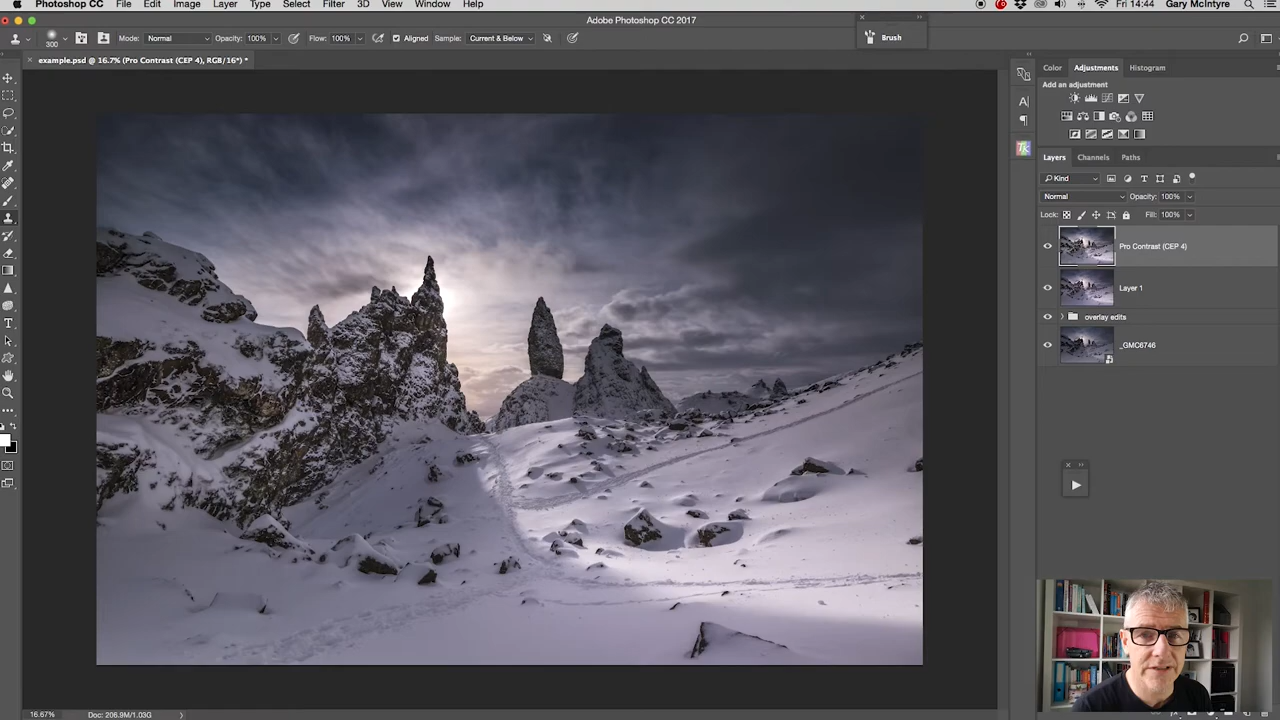 Photoshop CC File Edit Image Layer Type Select Filter 3D View Window Help Fri 14:44 Gary McIntyre
Adobe Photoshop CC 2017
300 Mode: Normal Opacity: 100% Flow: 100% Aligned Sample: Current & Below
Brush
example.psd @ 16.7% (Pro Contrast (CEP 4), RGB/16*) *
Color Adjustments Histogram
Add an adjustment
Layers Channels Paths
Kind
Normal Opacity: 100%
Lock: Fill: 100%
Pro Contrast (CEP 4)
Layer 1
overlay edits
_GMC6746
16.67% Doc: 206.9M/1.03G